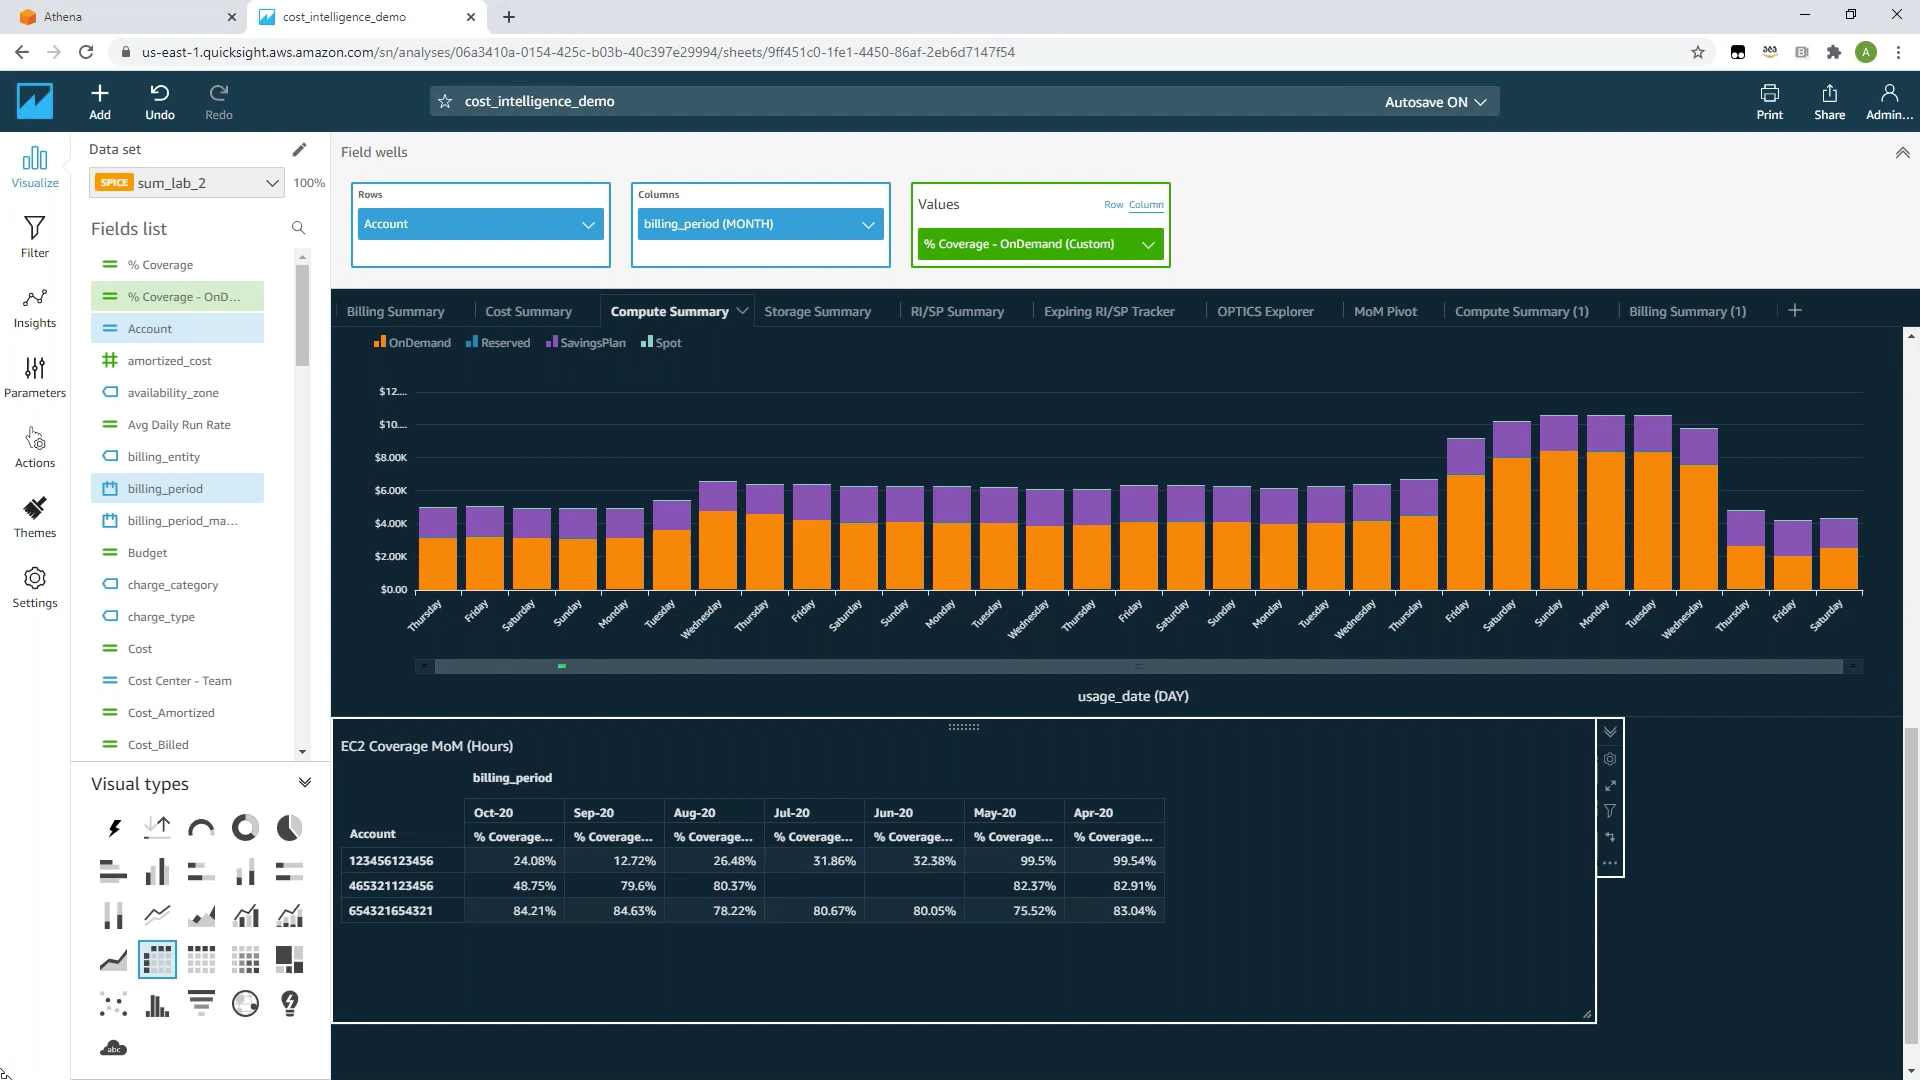 Athena
cost_intelligence_demo
us-east-1.quicksight.aws.amazon.com/sn/analyses/06a3410a-0154-425c-b03b-40c397e29994/sheets/9ff451c0-1fe1-4450-86af-2eb6d7147f54
A
Add
Undo
Redo
cost_intelligence_demo
Autosave ON
Print
Share
Admin...
Visualize
Filter
Insights
Parameters
Actions
Themes
Settings
Data set
SPICE sum_lab_2 100%
Fields list
% Coverage
% Coverage - OnD...
Account
amortized_cost
availability_zone
Avg Daily Run Rate
billing_entity
billing_period
billing_period_ma...
Budget
charge_category
charge_type
Cost
Cost Center - Team
Cost_Amortized
Cost_Billed
Visual types
abc
Field wells
Rows
Account
Columns
billing_period (MONTH)
Values Row Column
% Coverage - OnDemand (Custom)
Billing Summary Cost Summary Compute Summary Storage Summary RI/SP Summary Expiring RI/SP Tracker OPTICS Explorer MoM Pivot Compute Summary (1) Billing Summary (1)
OnDemand Reserved SavingsPlan Spot
$12....
$10....
$8.00K
$6.00K
$4.00K
$2.00K
$0.00
Thursday Friday Saturday Sunday Monday Tuesday Wednesday Thursday Friday Saturday Sunday Monday Tuesday Wednesday Thursday Friday Saturday Sunday Monday Tuesday Wednesday Thursday Friday Saturday Sunday Monday Tuesday Wednesday Thursday Friday Saturday
usage_date (DAY)
EC2 Coverage MoM (Hours)
billing_period
Oct-20 Sep-20 Aug-20 Jul-20 Jun-20 May-20 Apr-20
Account % Coverage... % Coverage... % Coverage... % Coverage... % Coverage... % Coverage... % Coverage...
123456123456 24.08% 12.72% 26.48% 31.86% 32.38% 99.5% 99.54%
465321123456 48.75% 79.6% 80.37% 82.37% 82.91%
654321654321 84.21% 84.63% 78.22% 80.67% 80.05% 75.52% 83.04%